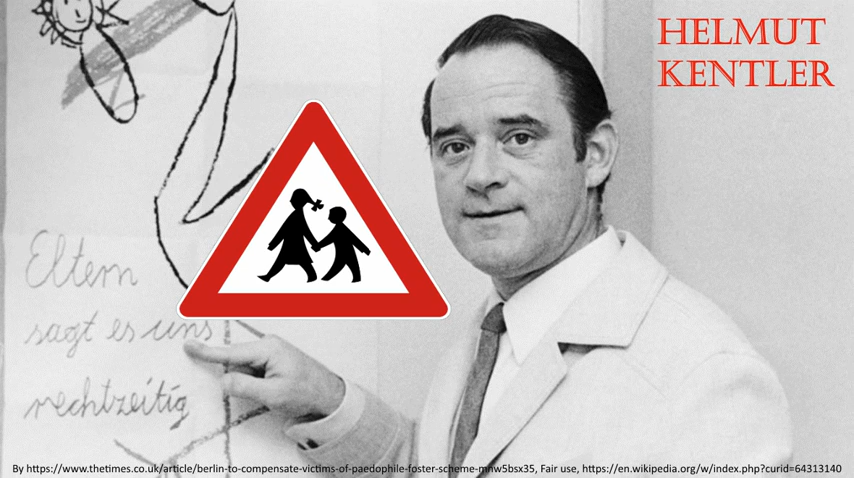 HELMUT
KENTLER
Eltern
sagt es uns
rechtzeitig
By https://www.thetimes.co.uk/article/berlin-to-compensate-victims-of-paedophile-foster-scheme-mnw5bsx35, Fair use, https://en.wikipedia.org/w/index.php?curid=64313140